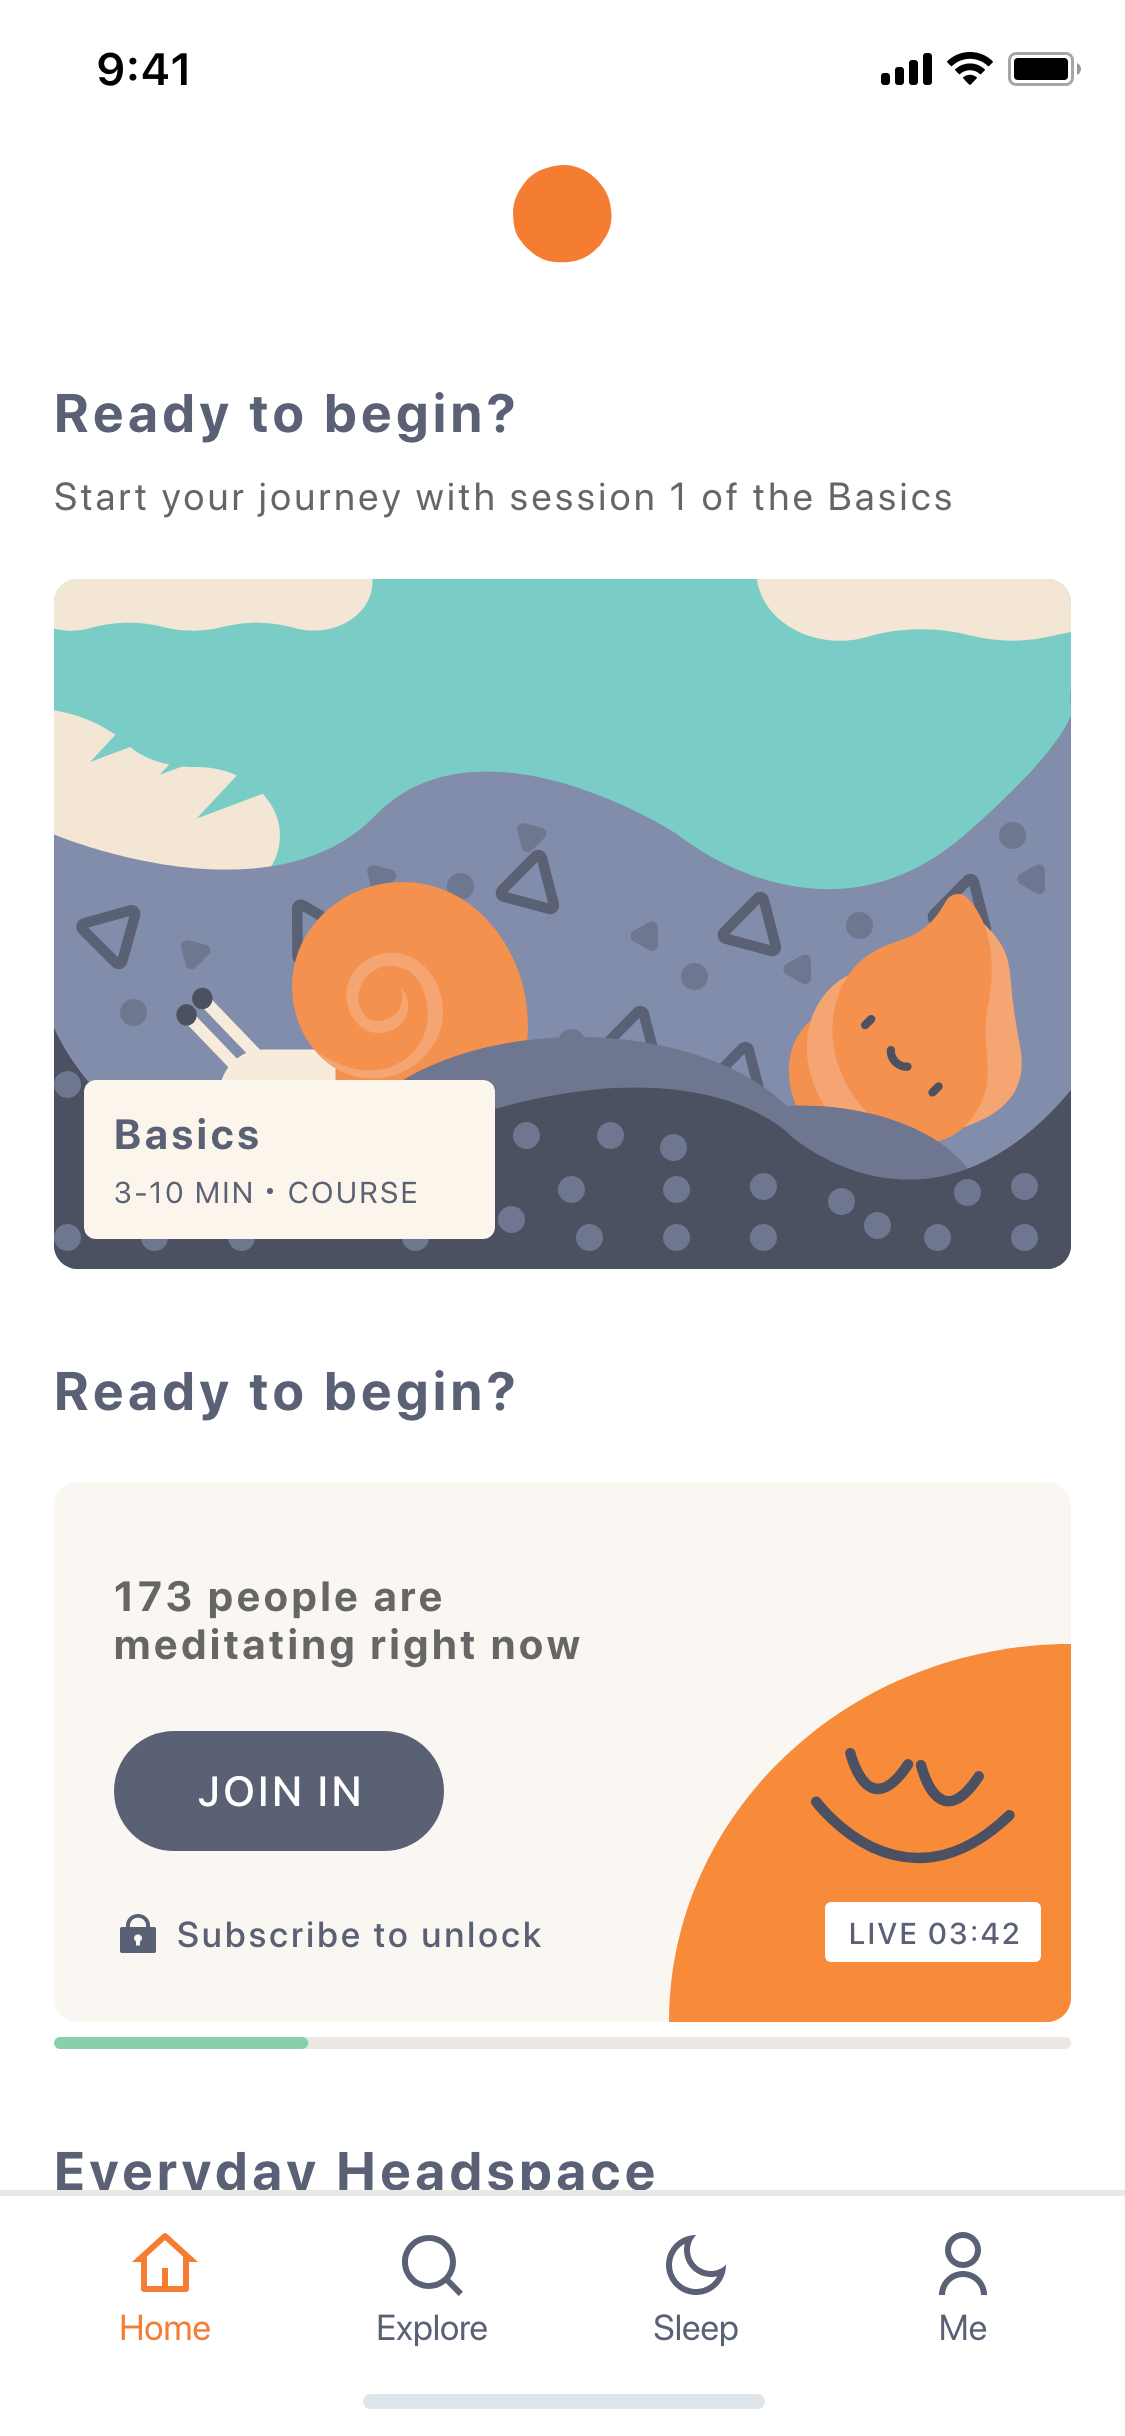 9:41
Ready to begin?
Start your journey with session 1 of the Basics
Basics
3-10 MIN • COURSE
Ready to begin?
173 people are
meditating right now
JOIN IN
Subscribe to unlock
LIVE 03:42
Everyday Headspace
Home
Explore
Sleep
Me